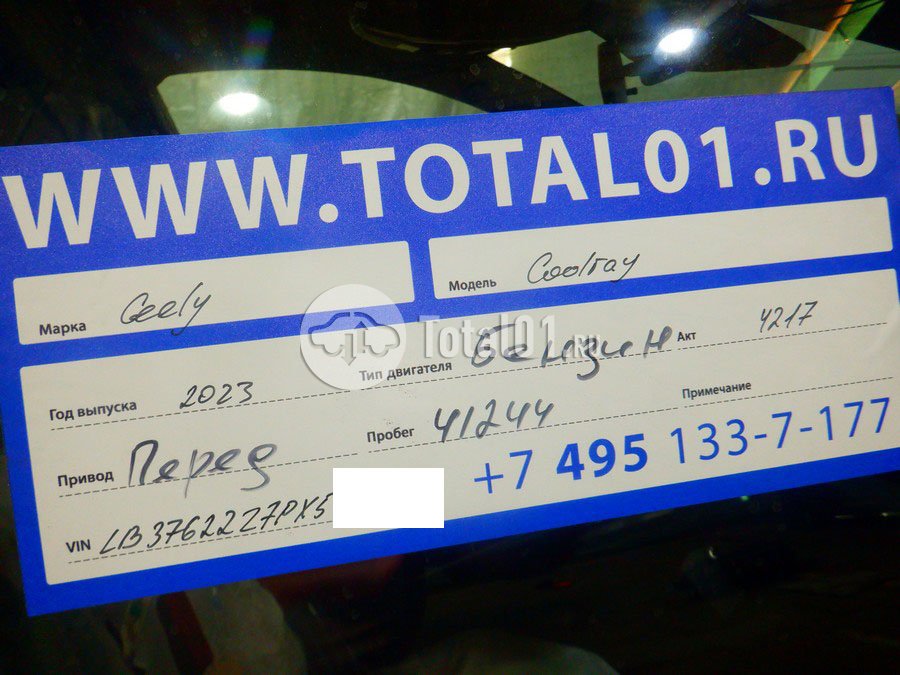 WWW.TOTAL01.RU
Марка Geely Модель Coolray
Total01.ru
Год выпуска 2023 Тип двигателя Бензин Акт 4217
Привод Перед Пробег 41244 Примечание
+7 495 133-7-177
VIN LB37622Z7PX5